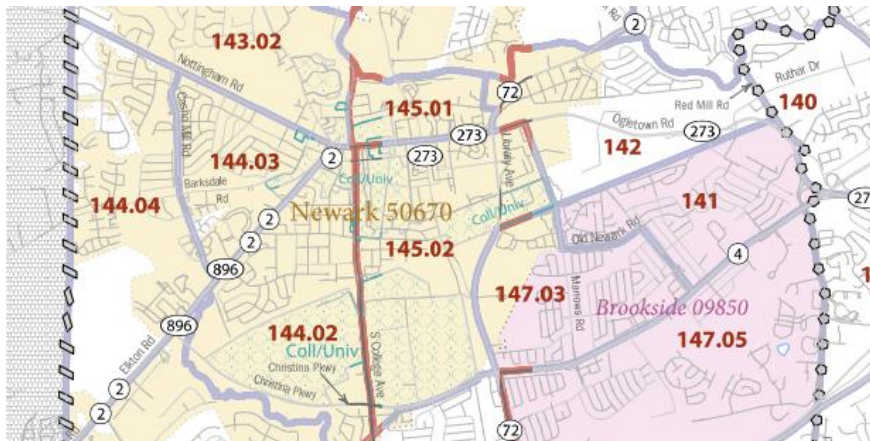 2
143.02
Nottingham Rd
Ruthar Dr
72
145.01
Red Mill Rd
140
Casho Mill Rd
Ogletown Rd
273
273
273
142
2
144.03
Library Ave
Coll/Univ
Barksdale
Rd
144.04
141
Newark 50670
Coll/Univ
2
Old Newark Rd
2
145.02
4
896
147.03
Marrows Rd
Brookside 09850
896
144.02
147.05
Coll/Univ
S College Ave
Elkton Rd
Christina Pkwy
Christina Pkwy
2
2
72